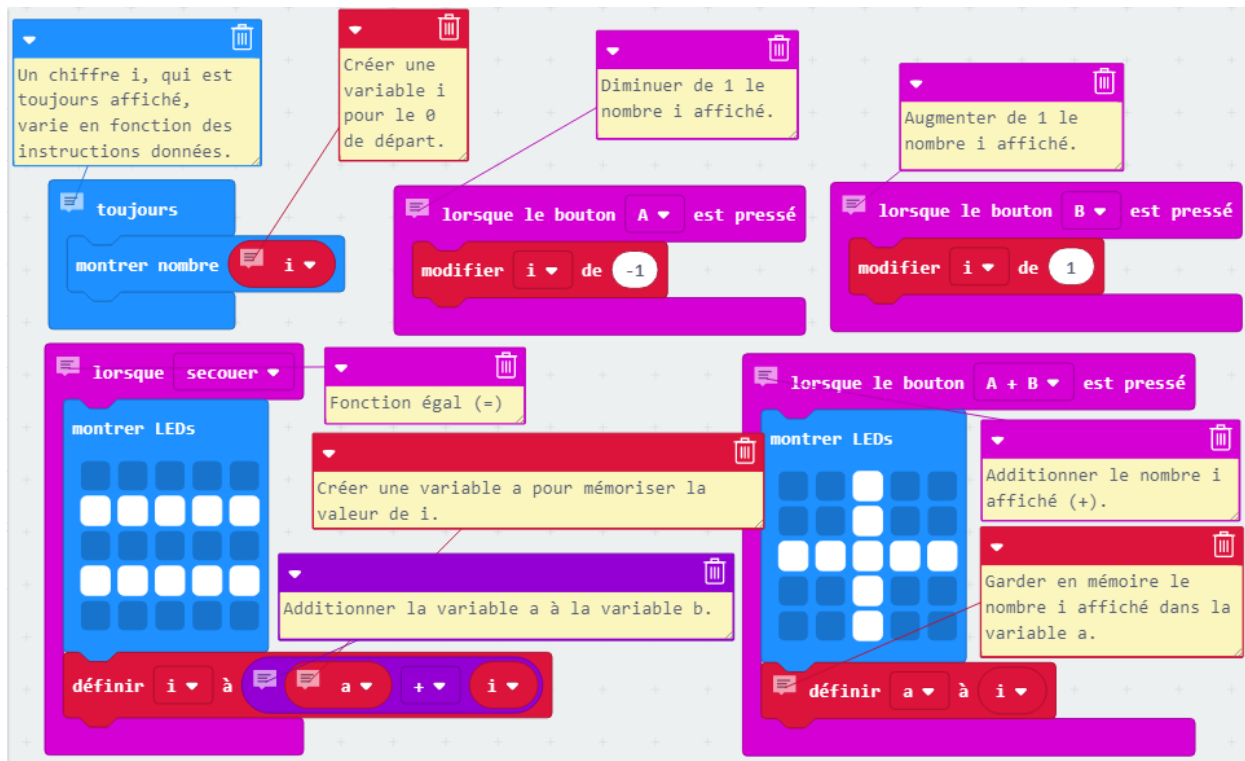 Un chiffre i, qui est
toujours affiché,
varie en fonction des
instructions données.
Créer une
variable i
pour le 0
de départ.
Diminuer de 1 le
nombre i affiché.
Augmenter de 1 le
nombre i affiché.
toujours
montrer nombre i
lorsque le bouton A est pressé
modifier i de -1
lorsque le bouton B est pressé
modifier i de 1
lorsque secouer
montrer LEDs
Fonction égal (=)
Créer une variable a pour mémoriser la
valeur de i.
Additionner la variable a à la variable b.
définir i à a + i
lorsque le bouton A + B est pressé
montrer LEDs
Additionner le nombre i
affiché (+).
Garder en mémoire le
nombre i affiché dans la
variable a.
définir a à i